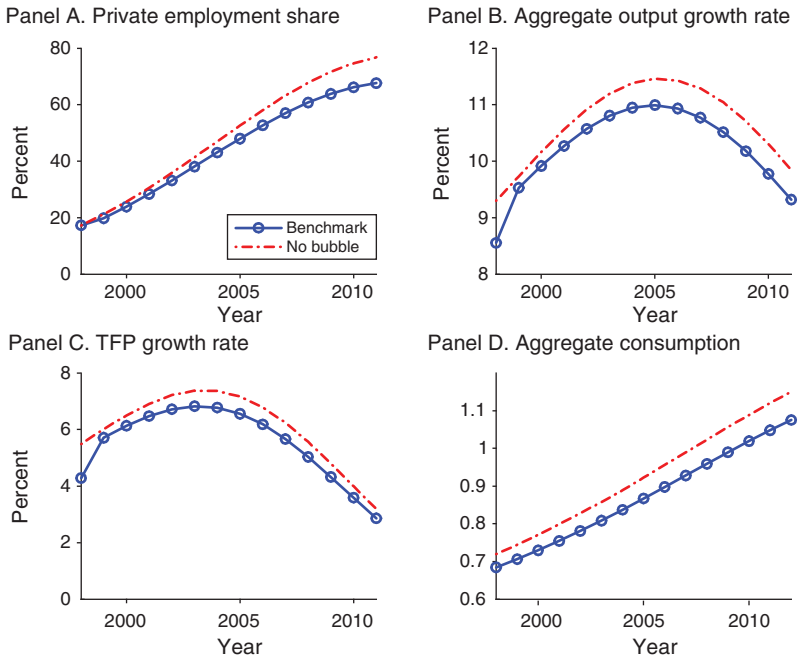 Panel A. Private employment share
80
60
40
20
0
Percent
2000
2005
2010
Year
Benchmark
No bubble
Panel B. Aggregate output growth rate
12
11
10
9
8
Percent
2000
2005
2010
Year
Panel C. TFP growth rate
8
6
4
2
0
Percent
2000
2005
2010
Year
Panel D. Aggregate consumption
1.1
1
0.9
0.8
0.7
0.6
Percent
2000
2005
2010
Year